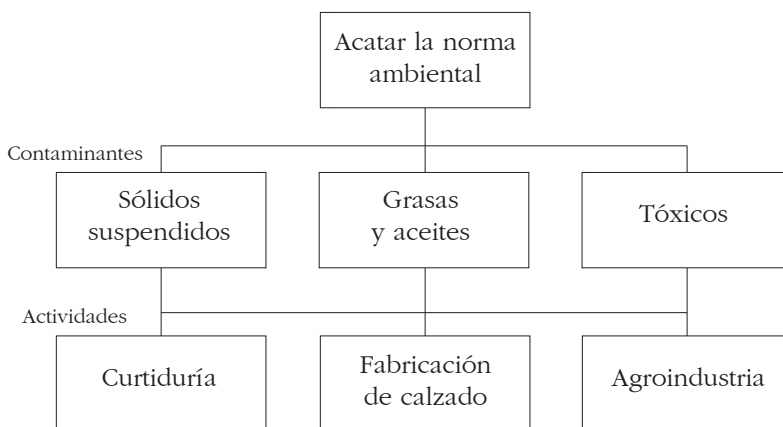 Acatar la norma
ambiental
Contaminantes
Sólidos
suspendidos
Grasas
y aceites
Tóxicos
Actividades
Curtiduría
Fabricación
de calzado
Agroindustria